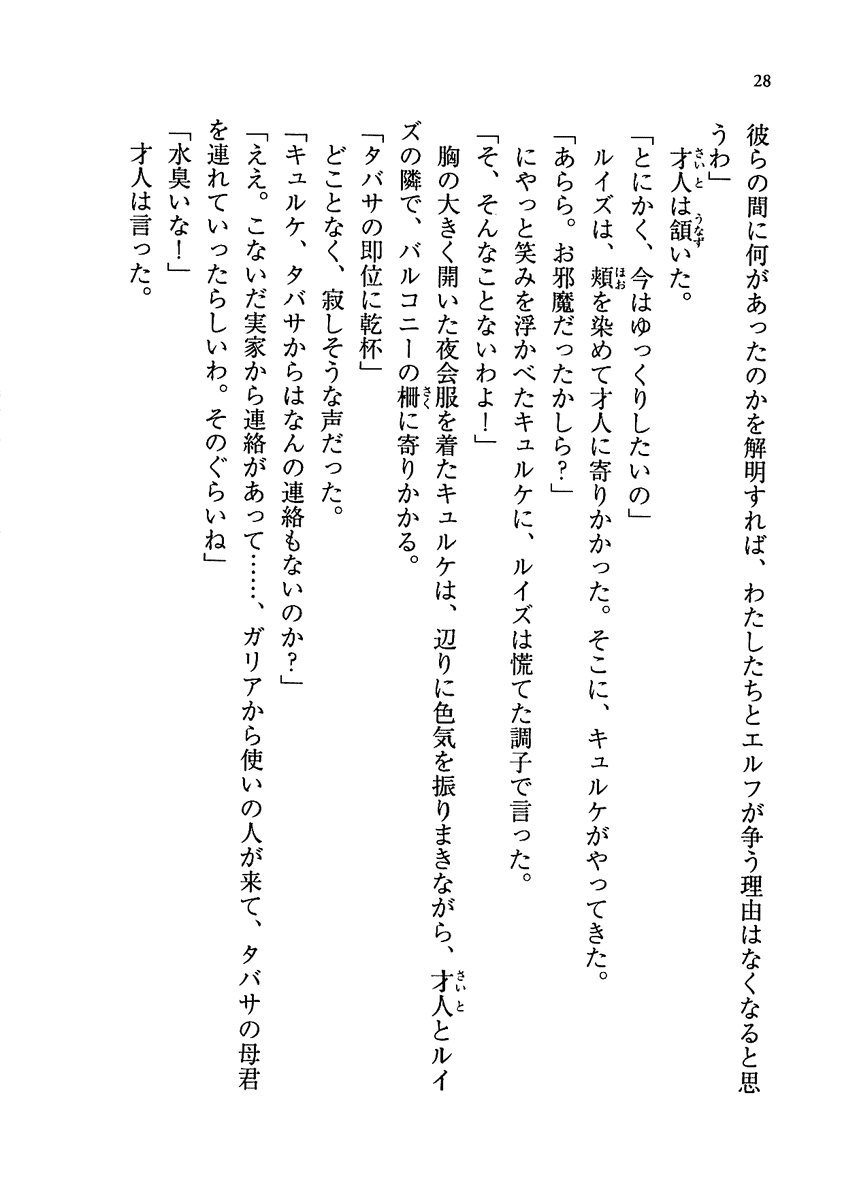 28
彼らの間に何があったのかを解明すれば、わたしたちとエルフが争う理由はなくなると思
うわ」
才人は頷いた。
「とにかく、今はゆっくりしたいの」
ルイズは、頬を染めて才人に寄りかかった。そこに、キュルケがやってきた。
「あらら。お邪魔だったかしら？」
にやっと笑みを浮かべたキュルケに、ルイズは慌てた調子で言った。
「そ、そんなことないわよ！」
胸の大きく開いた夜会服を着たキュルケは、辺りに色気を振りまきながら、才人とルイ
ズの隣で、バルコニーの柵に寄りかかる。
「タバサの即位に乾杯」
どことなく、寂しそうな声だった。
「キュルケ、タバサからはなんの連絡もないのか？」
「ええ。こないだ実家から連絡があって……、ガリアから使いの人が来て、タバサの母君
を連れていったらしいわ。そのぐらいね」
「水臭いな！」
才人は言った。